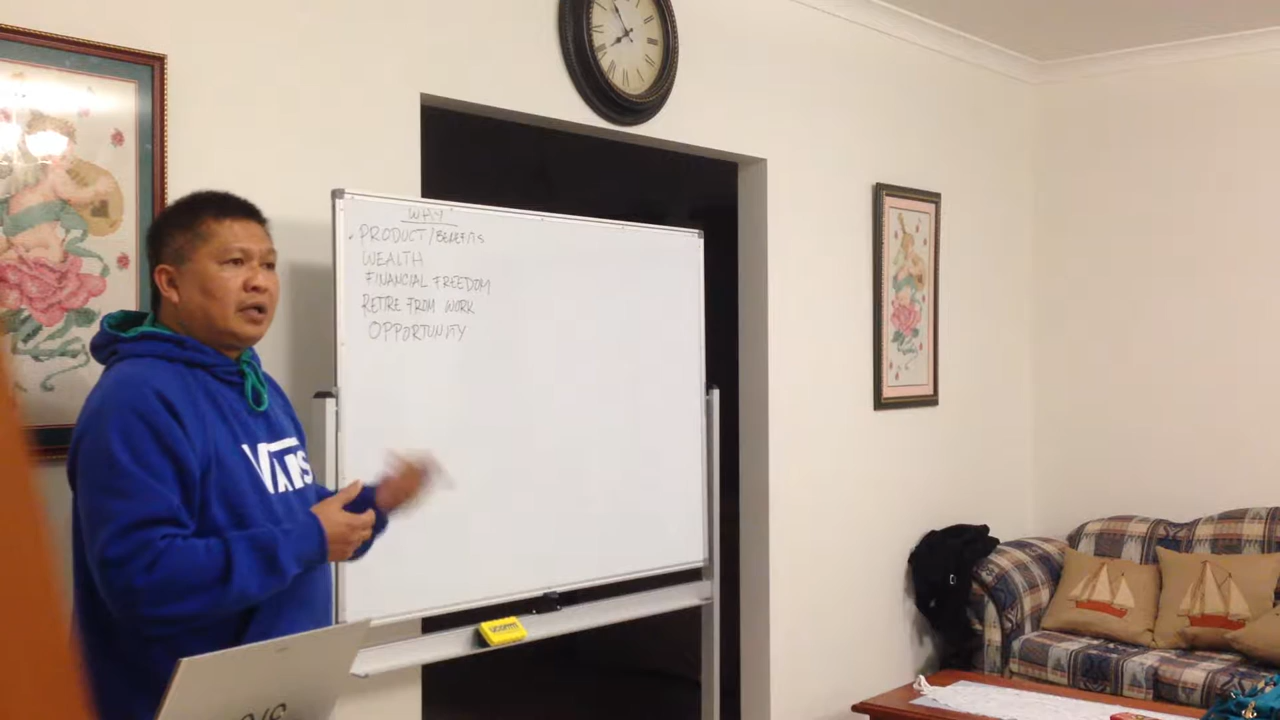 WHY
PRODUCT/BENEFITS
WEALTH
FINANCIAL FREEDOM
RETIRE FROM WORK
OPPORTUNITY
VANS